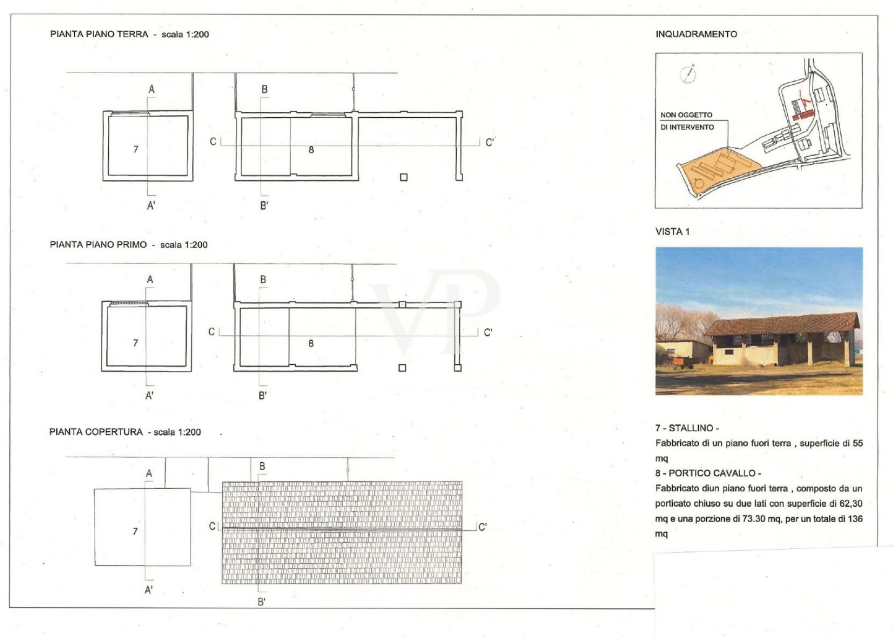 PIANTA PIANO TERRA - scala 1:200
A
B
7
C
8
C'
A'
B'
PIANTA PIANO PRIMO - scala 1:200
A
B
C
C'
7
8
A'
B'
PIANTA COPERTURA - scala 1:200
A
B
7
C
C'
A'
B'
INQUADRAMENTO
NON OGGETTO
DI INTERVENTO
VISTA 1
7 - STALLINO -
Fabbricato di un piano fuori terra , superficie di 55
mq
8 - PORTICO CAVALLO -
Fabbricato diun piano fuori terra , composto da un
porticato chiuso su due lati con superficie di 62,30
mq e una porzione di 73.30 mq, per un totale di 136
mq
VP